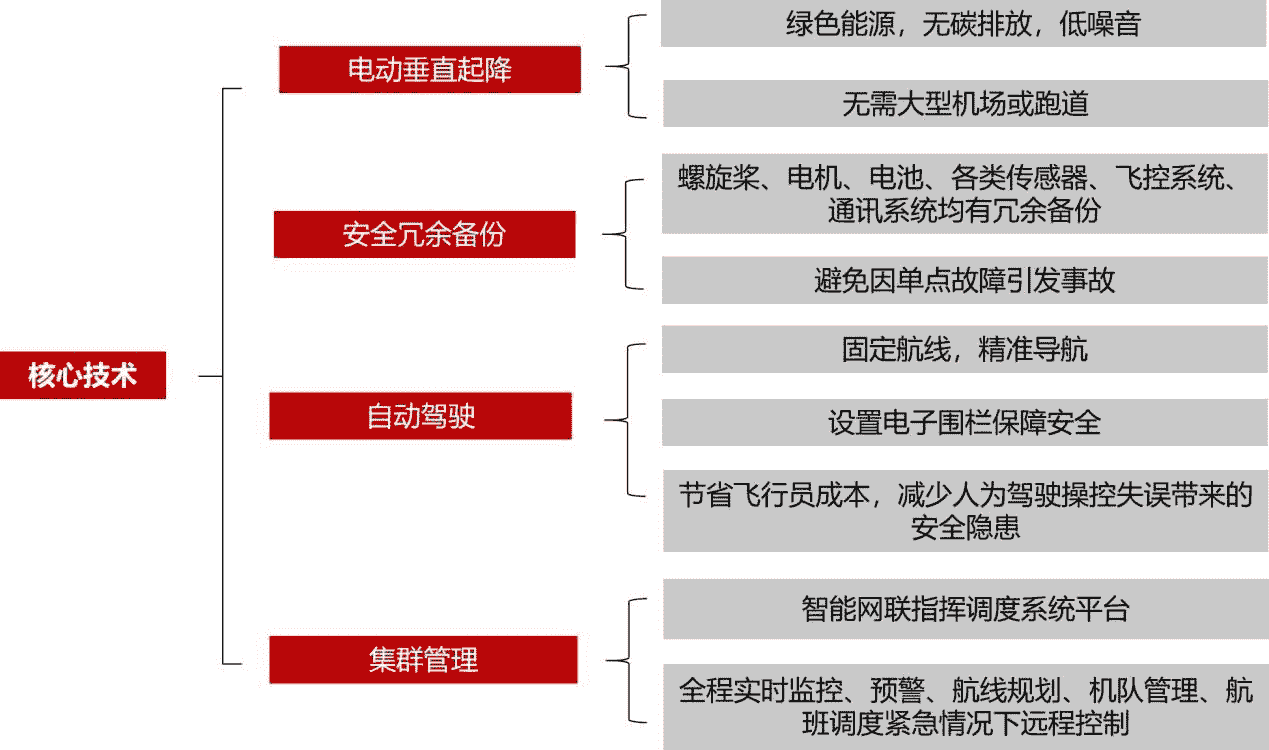 核心技术
电动垂直起降
绿色能源，无碳排放，低噪音
无需大型机场或跑道
安全冗余备份
螺旋桨、电机、电池、各类传感器、飞控系统、
通讯系统均有冗余备份
避免因单点故障引发事故
自动驾驶
固定航线，精准导航
设置电子围栏保障安全
节省飞行员成本，减少人为驾驶操控失误带来的
安全隐患
集群管理
智能网联指挥调度系统平台
全程实时监控、预警、航线规划、机队管理、航
班调度紧急情况下远程控制